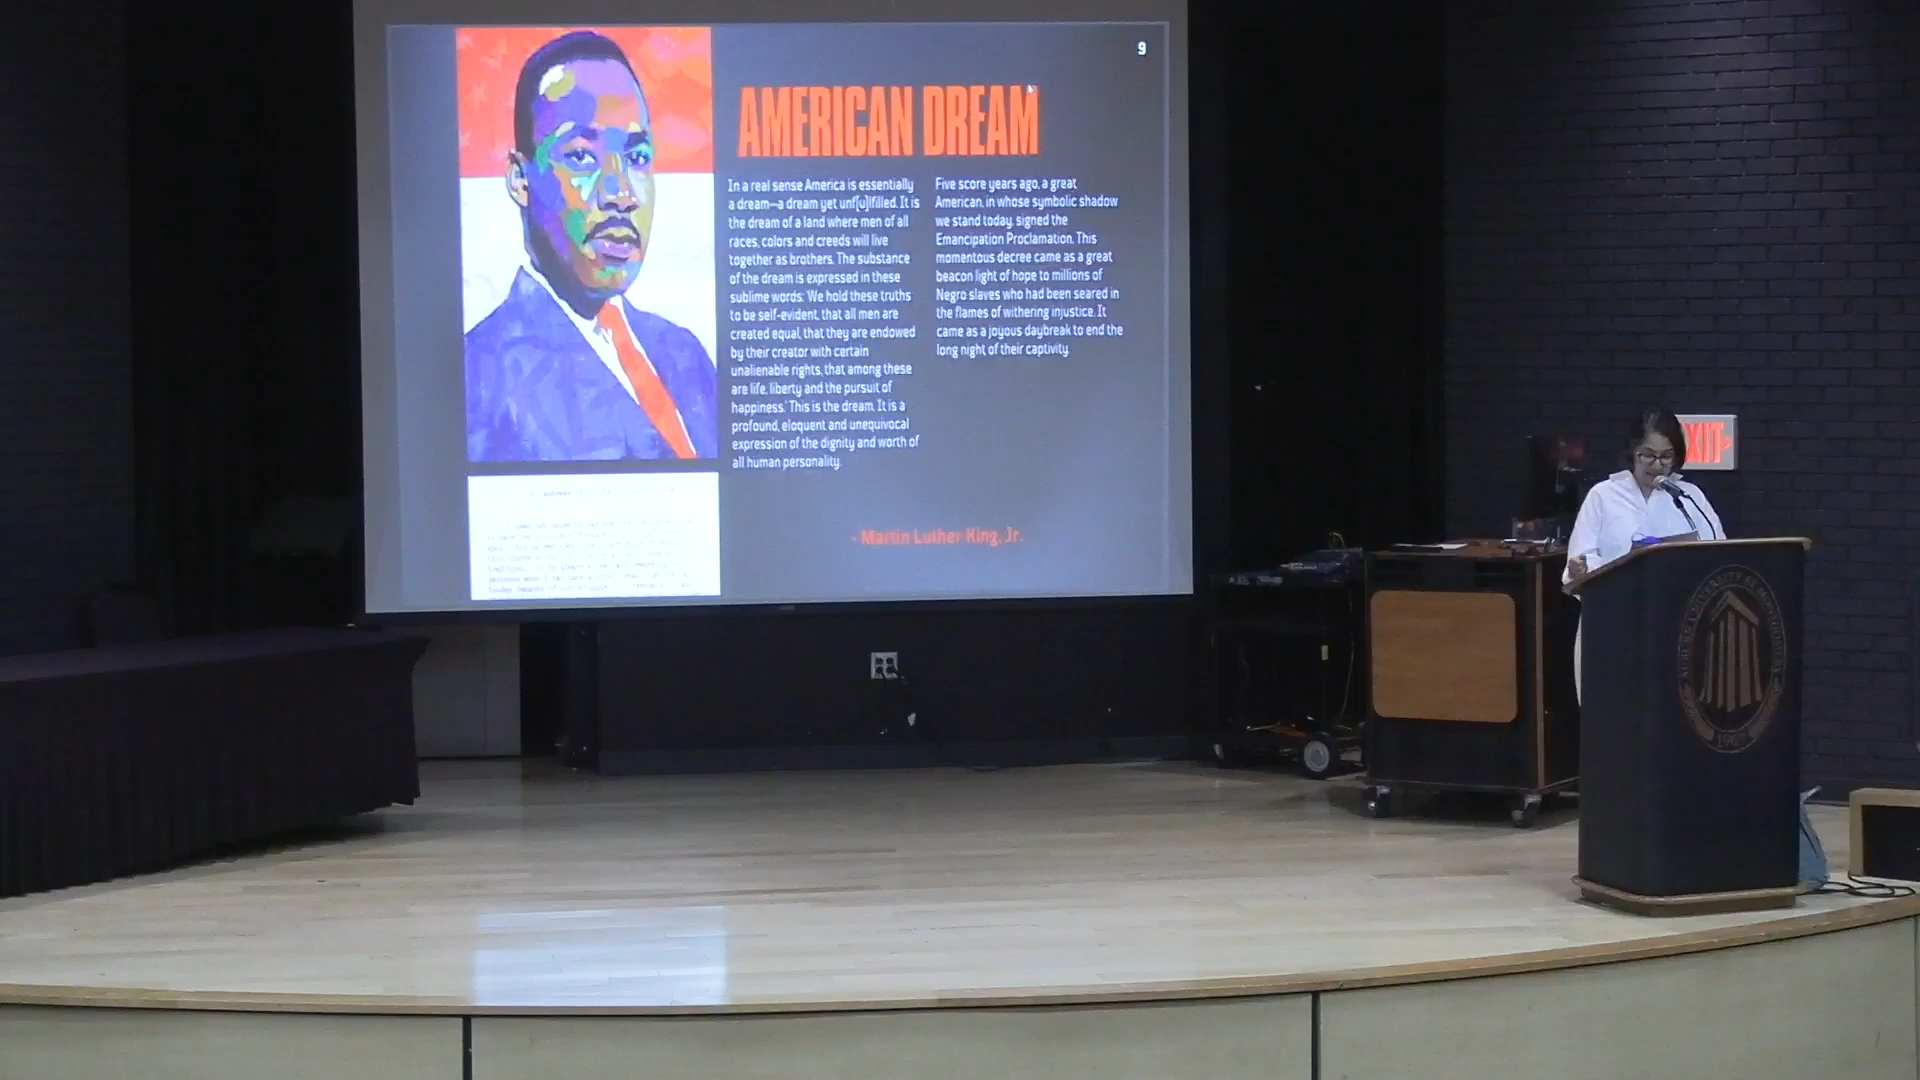 9
AMERICAN DREAM
In a real sense America is essentially
a dream—a dream yet unf[u]lfilled. It is
the dream of a land where men of all
races, colors and creeds will live
together as brothers. The substance
of the dream is expressed in these
sublime words: 'We hold these truths
to be self-evident, that all men are
created equal, that they are endowed
by their creator with certain
unalienable rights, that among these
are life, liberty and the pursuit of
happiness.' This is the dream. It is a
profound, eloquent and unequivocal
expression of the dignity and worth of
all human personality.
Five score years ago, a great
American, in whose symbolic shadow
we stand today, signed the
Emancipation Proclamation. This
momentous decree came as a great
beacon light of hope to millions of
Negro slaves who had been seared in
the flames of withering injustice. It
came as a joyous daybreak to end the
long night of their captivity.
- Martin Luther King, Jr.
XIT
AUBURN UNIVERSITY OF MONTGOMERY
1967